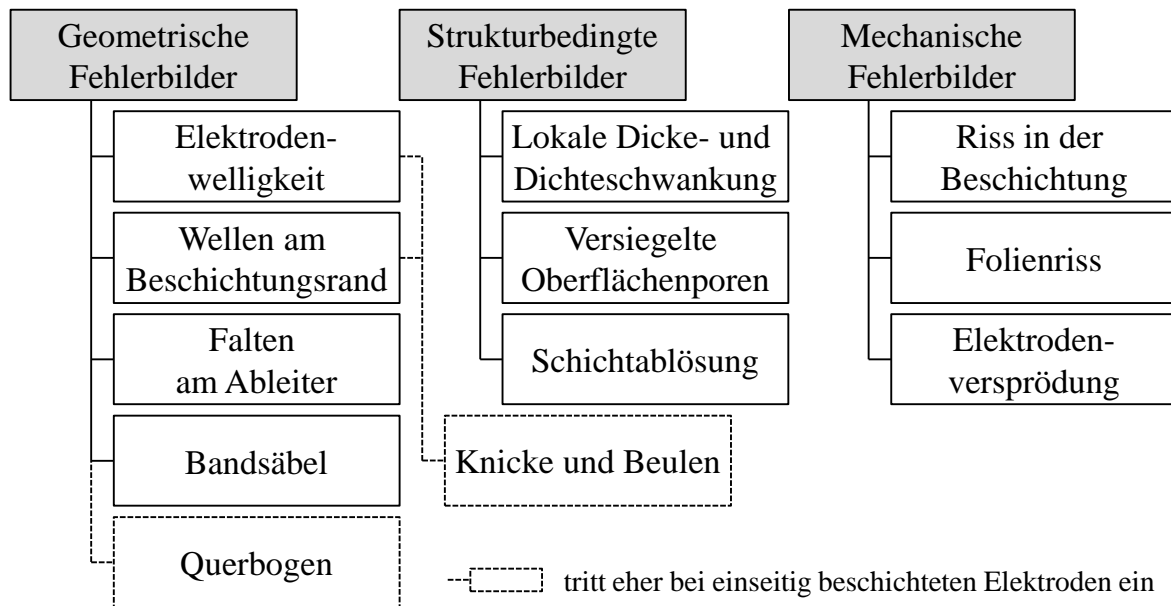 Geometrische
Fehlerbilder
Elektroden-
welligkeit
Wellen am
Beschichtungsrand
Falten
am Ableiter
Bandsäbel
Querbogen
Strukturbedingte
Fehlerbilder
Lokale Dicke- und
Dichteschwankung
Versiegelte
Oberflächenporen
Schichtablösung
Knicke und Beulen
Mechanische
Fehlerbilder
Riss in der
Beschichtung
Folienriss
Elektroden-
versprödung
tritt eher bei einseitig beschichteten Elektroden ein